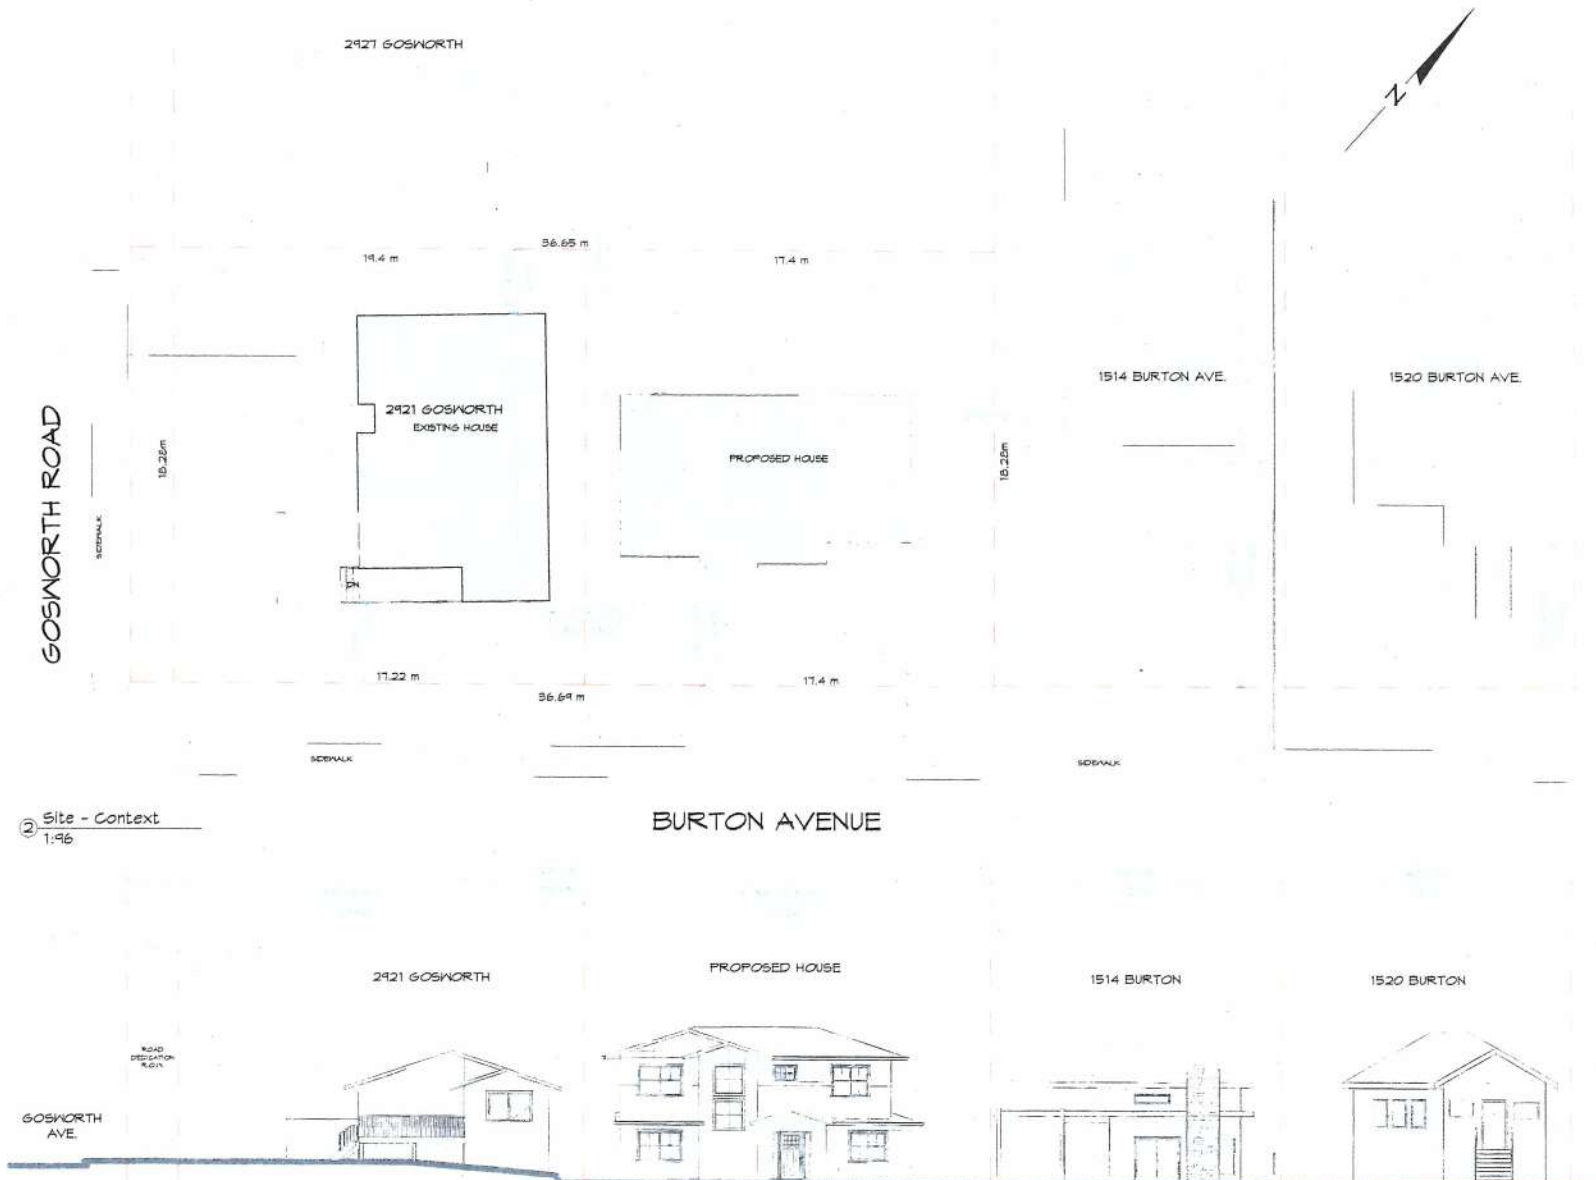 2927 GOSWORTH
N
36.65 m
19.4 m
17.4 m
1514 BURTON AVE.
1520 BURTON AVE.
2921 GOSWORTH
EXISTING HOUSE
PROPOSED HOUSE
GOSWORTH ROAD
SIDEWALK
18.28m
18.28m
DN
17.22 m
36.69 m
17.4 m
SIDEWALK
SIDEWALK
2 Site - Context
1:96
BURTON AVENUE
2921 GOSWORTH
PROPOSED HOUSE
1514 BURTON
1520 BURTON
ROAD
DEDICATION
GOSWORTH
AVE.